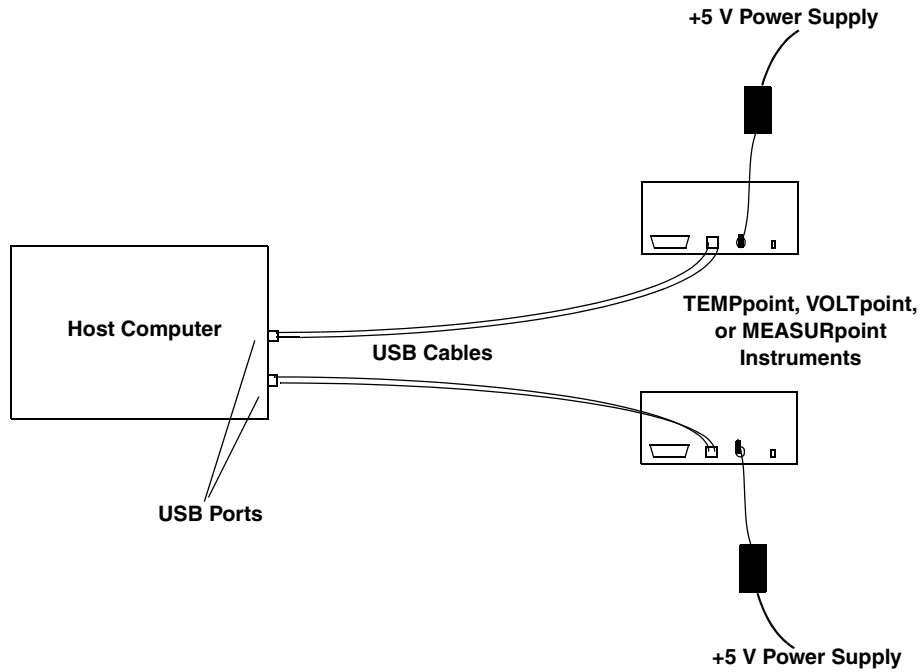 +5 V Power Supply
TEMPpoint, VOLTpoint,
or MEASURpoint
Instruments
Host Computer
USB Cables
USB Ports
+5 V Power Supply